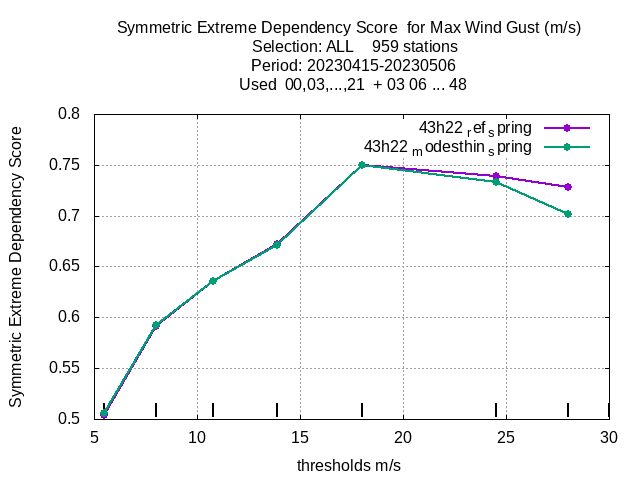 Symmetric Extreme Dependency Score  for Max Wind Gust (m/s)
Selection: ALL    959 stations
Period: 20230415-20230506
Used  00,03,...,21  + 03 06 ... 48
43h22 ref spring
43h22 modesthin spring
0.8
0.75
0.7
0.65
0.6
0.55
0.5
Symmetric Extreme Dependency Score
5 10 15 20 25 30
thresholds m/s